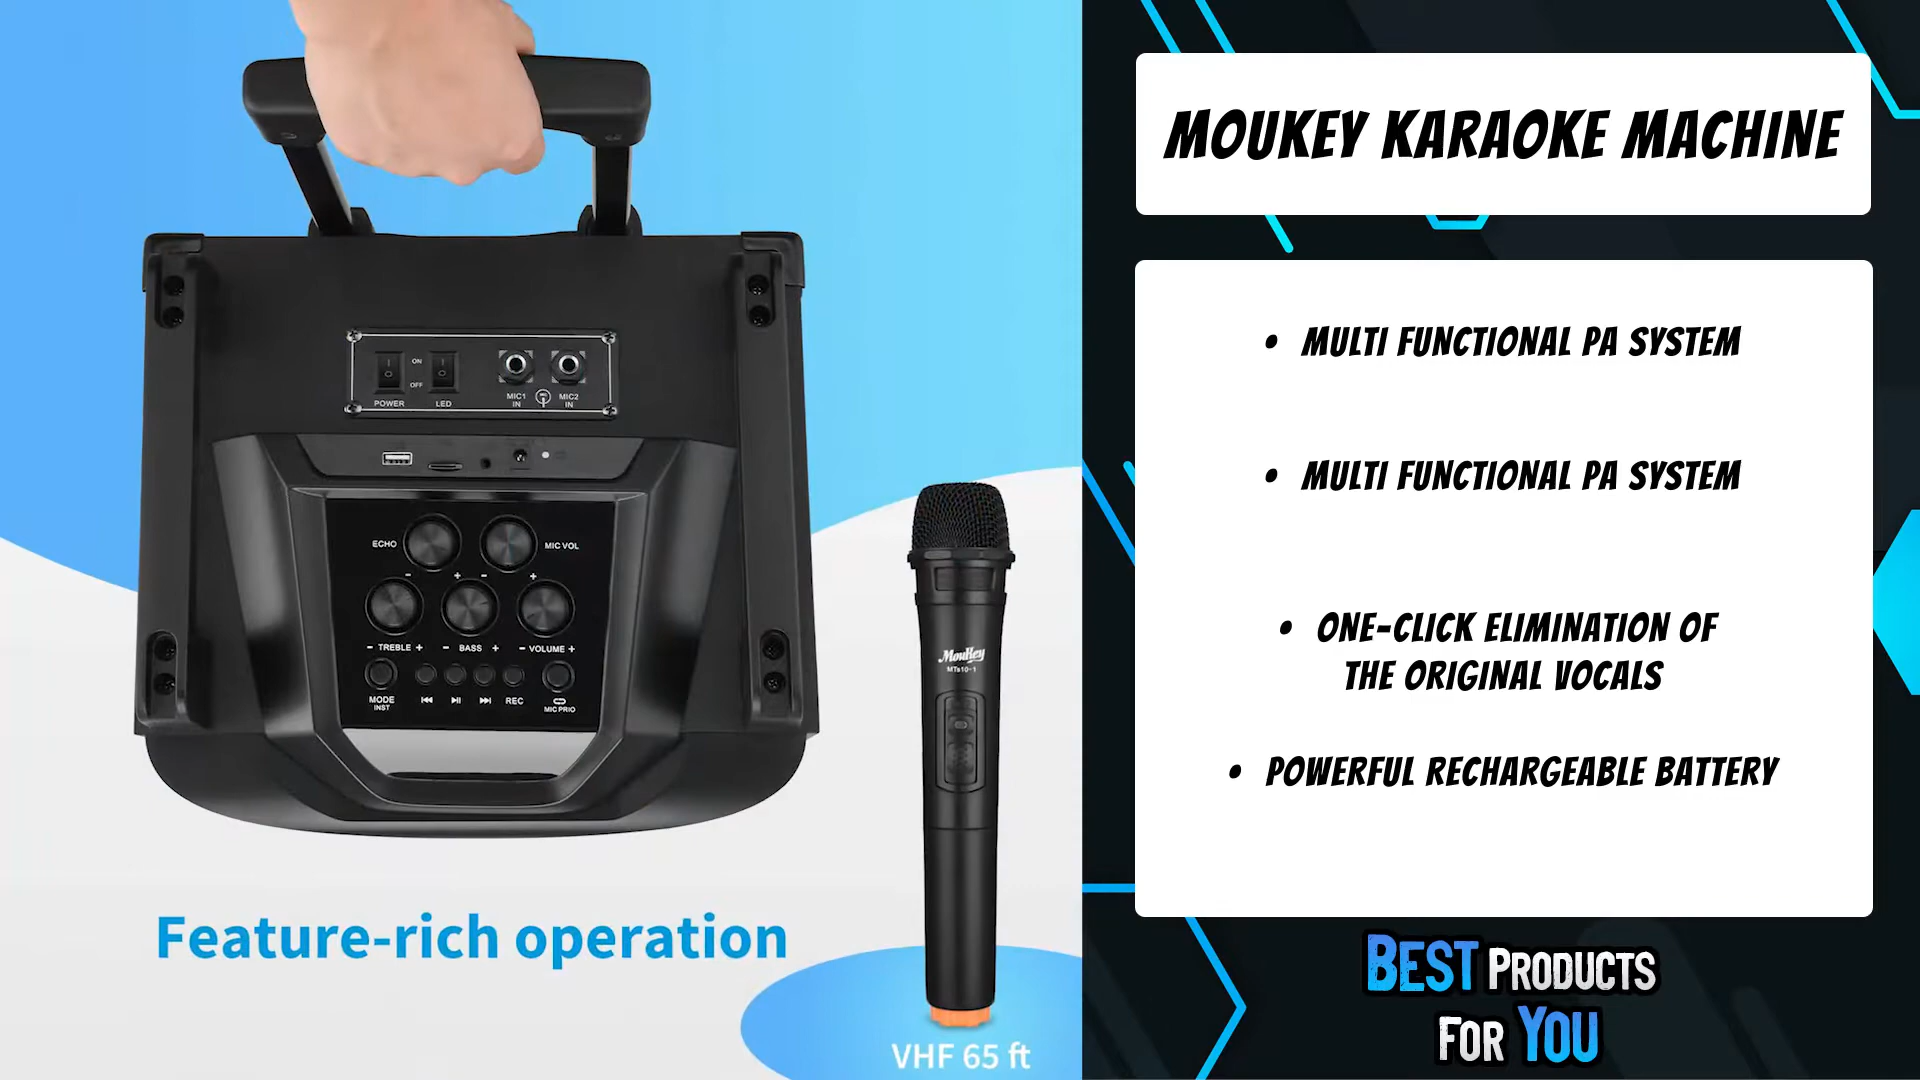 ON
OFF
POWER
LED
MIC1
IN
MIC2
IN
ECHO
MIC VOL
- + - +
- TREBLE +
- BASS +
- VOLUME +
MODE
INST
REC
MIC PRIO
MouKey
MTs10-1
Feature-rich operation
VHF 65 ft
MOUKEY KARAOKE MACHINE
• MULTI FUNCTIONAL PA SYSTEM
• MULTI FUNCTIONAL PA SYSTEM
• ONE-CLICK ELIMINATION OF
THE ORIGINAL VOCALS
• POWERFUL RECHARGEABLE BATTERY
BEST PRODUCTS
FOR YOU